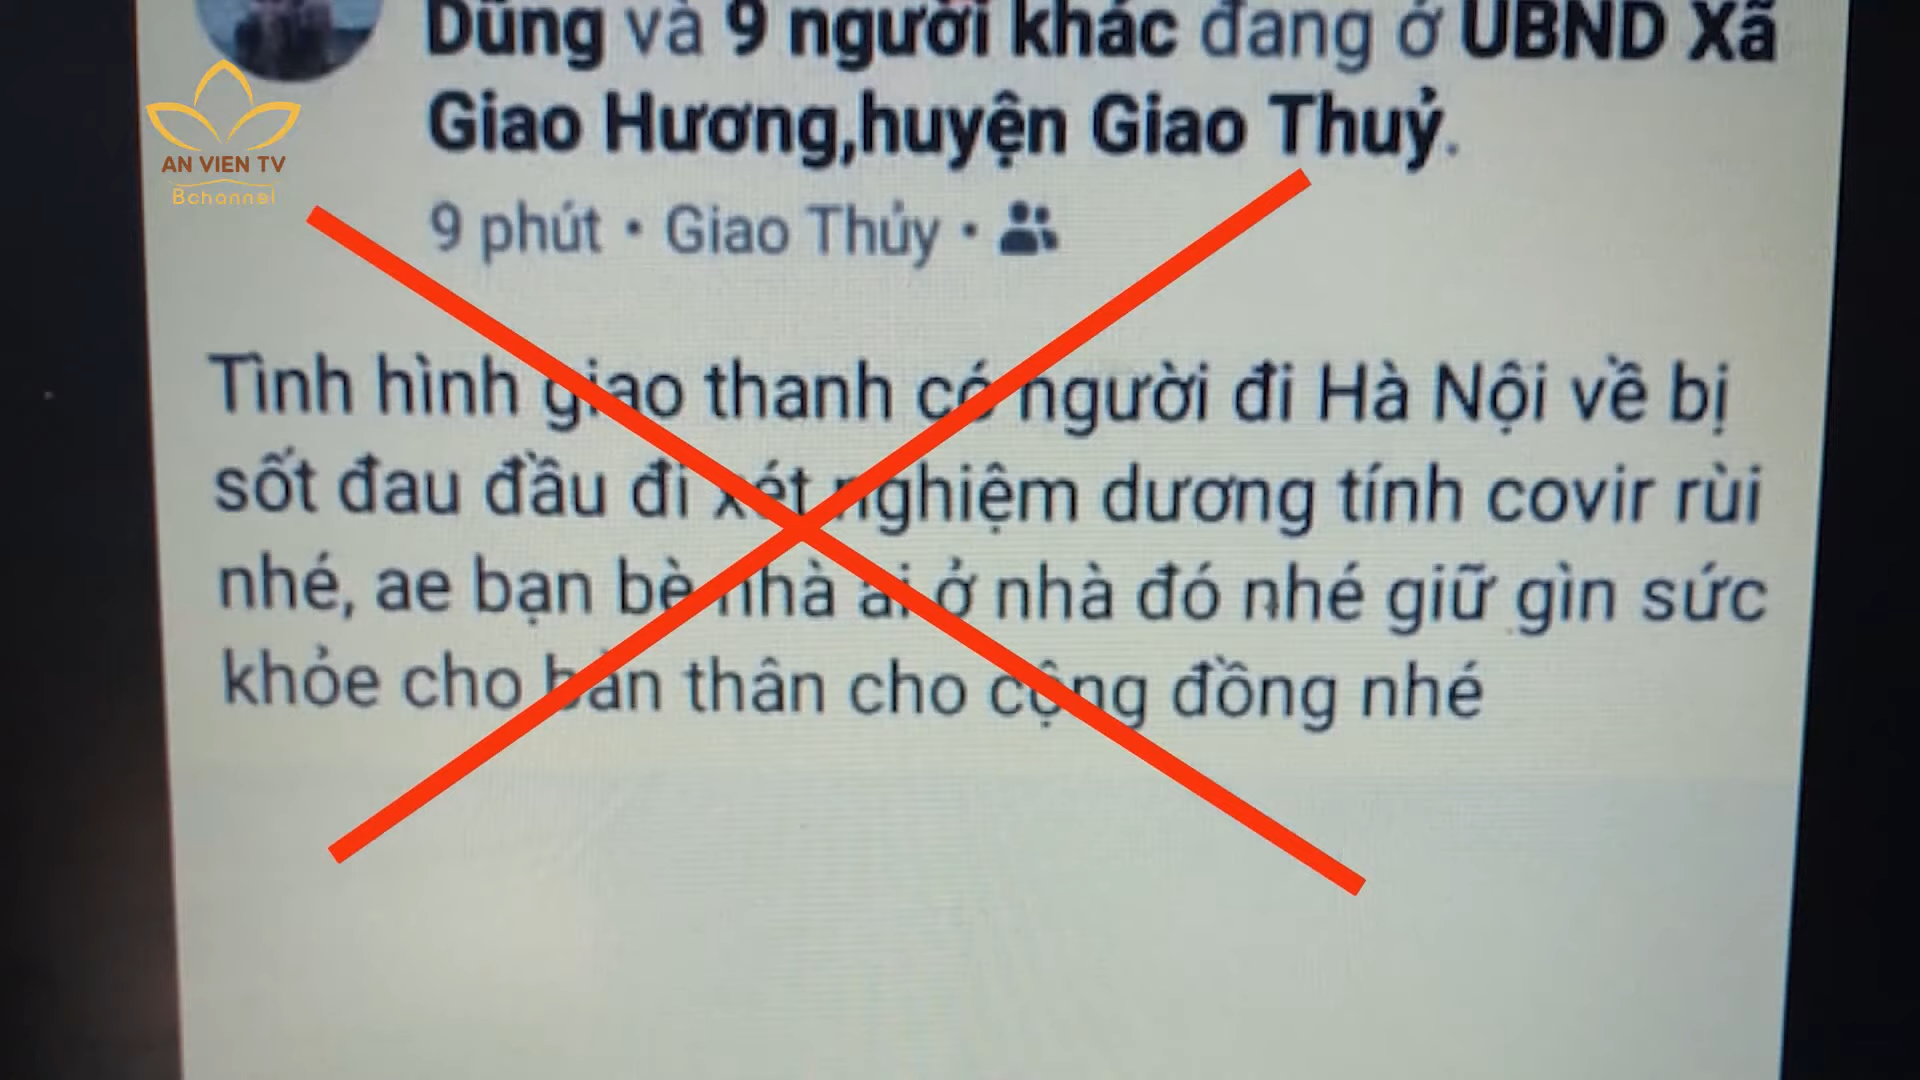 Dũng và 9 người khác đang ở UBND Xã
Giao Hương,huyện Giao Thuỷ.
AN VIEN TV
Bchannel
9 phút • Giao Thủy •
Tình hình giao thanh có người đi Hà Nội về bị
sốt đau đầu đi xét nghiệm dương tính covir rùi
nhé, ae bạn bè nhà ai ở nhà đó nhé giữ gìn sức
khỏe cho bản thân cho cộng đồng nhé